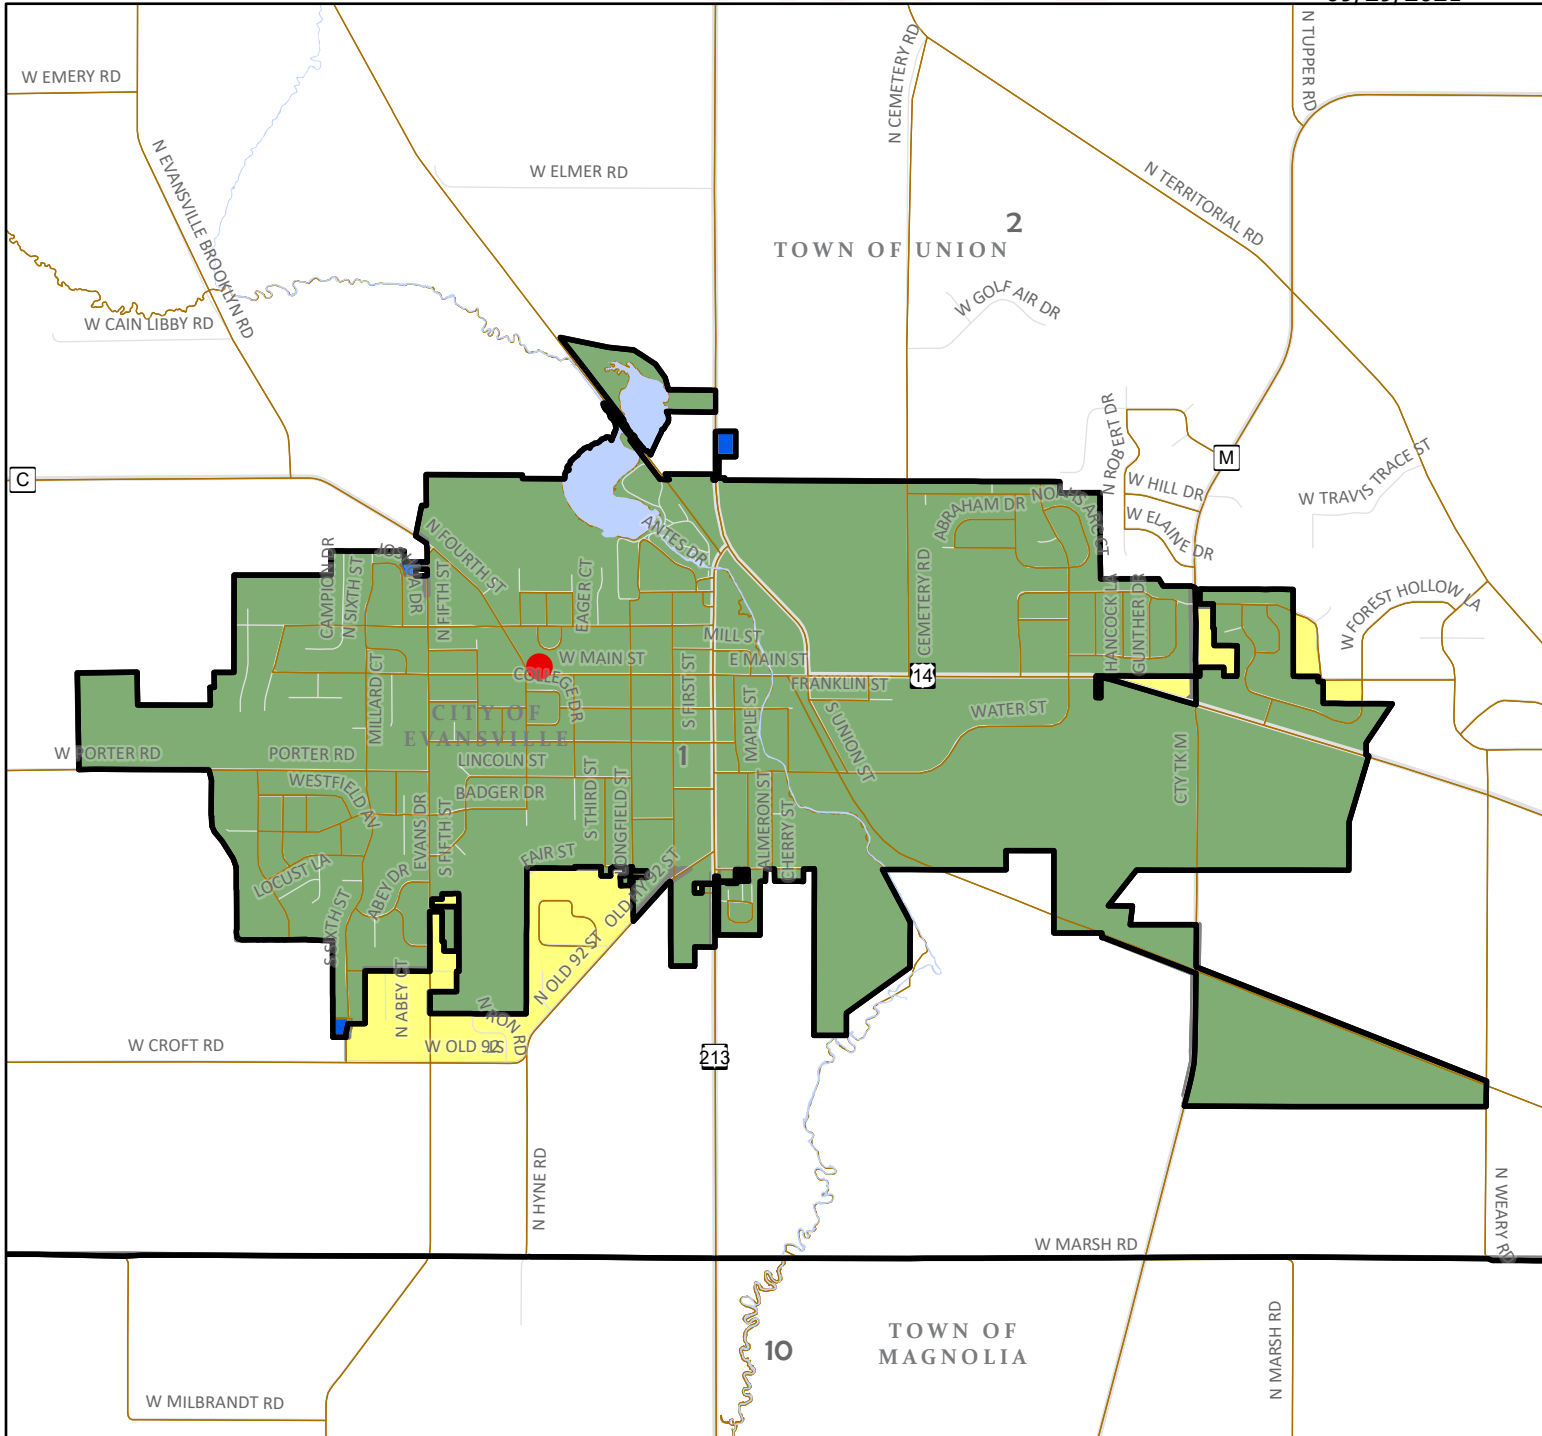 W EMERY RD
N CEMETERY RD
N TUPPER RD
N EVANSVILLE BROOKLYN RD
W ELMER RD
N TERRITORIAL RD
2
TOWN OF UNION
W GOLF AIR DR
W CAIN LIBBY RD
N ROBERT DR
M
W HILL DR
W TRAVIS TRACE ST
C
W ELAINE DR
ABRAHAM DR
N FOURTH ST
ANTES DR
CAMPION DR
N SIXTH ST
N FIFTH ST
EAGER CT
CEMETERY RD
HANCOCK LA
GUNTHER DR
W FOREST HOLLOW LA
MILL ST
W MAIN ST
E MAIN ST
COLLEGE DR
S FIRST ST
FRANKLIN ST
14
MILLARD CT
MAPLE ST
WATER ST
CITY OF
EVANSVILLE
S UNION ST
1
W PORTER RD
PORTER RD
LINCOLN ST
CTY TKM
WESTFIELD AV
BADGER DR
S THIRD ST
LONGFIELD ST
EVANS DR
S FIFTH ST
ALMERON ST
CHERRY ST
FAIR ST
LOCUST LA
ABEY DR
OLD HY 92 ST
S SIXTH ST
N OLD 92 ST
N ABEY CT
N RON RD
W CROFT RD
W OLD 92
213
N HYNE RD
N WEARY RD
W MARSH RD
TOWN OF
MAGNOLIA
10
N MARSH RD
W MILBRANDT RD